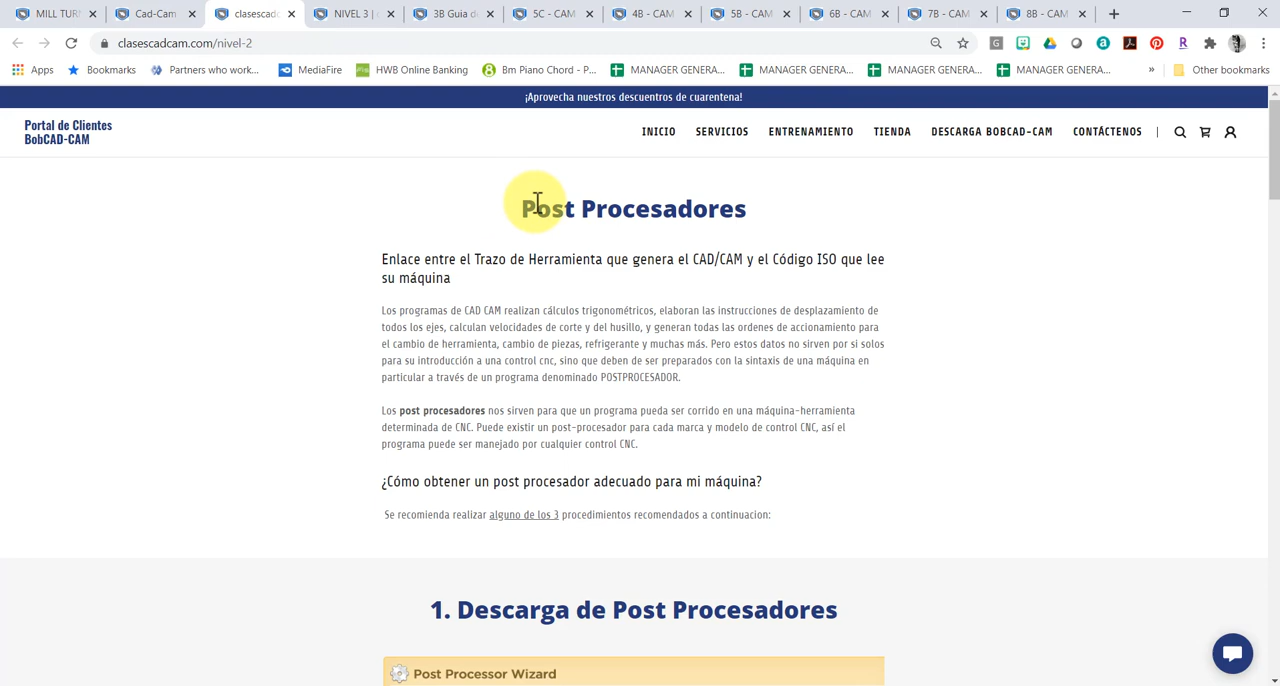 MILL TURN
Cad-Cam
clasescadc
NIVEL 3 |
3B Guia d
5C - CAM
4B - CAM
5B - CAM
6B - CAM
7B - CAM
8B - CAM
clasescadcam.com/nivel-2
Apps
Bookmarks
Partners who work...
MediaFire
HWB Online Banking
Bm Piano Chord - P...
MANAGER GENERA...
MANAGER GENERA...
MANAGER GENERA...
MANAGER GENERA...
»
Other bookmarks
¡Aprovecha nuestros descuentros de cuarentena!
Portal de Clientes
BobCAD-CAM
INICIO SERVICIOS ENTRENAMIENTO TIENDA DESCARGA BOBCAD-CAM CONTÁCTENOS |
Post Procesadores
Enlace entre el Trazo de Herramienta que genera el CAD/CAM y el Código ISO que lee
su máquina
Los programas de CAD CAM realizan cálculos trigonométricos, elaboran las instrucciones de desplazamiento de
todos los ejes, calculan velocidades de corte y del husillo, y generan todas las ordenes de accionamiento para
el cambio de herramienta, cambio de piezas, refrigerante y muchas más. Pero estos datos no sirven por si solos
para su introducción a una control cnc, sino que deben de ser preparados con la sintaxis de una máquina en
particular a través de un programa denominado POSTPROCESADOR.
Los post procesadores nos sirven para que un programa pueda ser corrido en una máquina-herramienta
determinada de CNC. Puede existir un post-procesador para cada marca y modelo de control CNC, así el
programa puede ser manejado por cualquier control CNC.
¿Cómo obtener un post procesador adecuado para mi máquina?
Se recomienda realizar alguno de los 3 procedimientos recomendados a continuacion:
1. Descarga de Post Procesadores
Post Processor Wizard